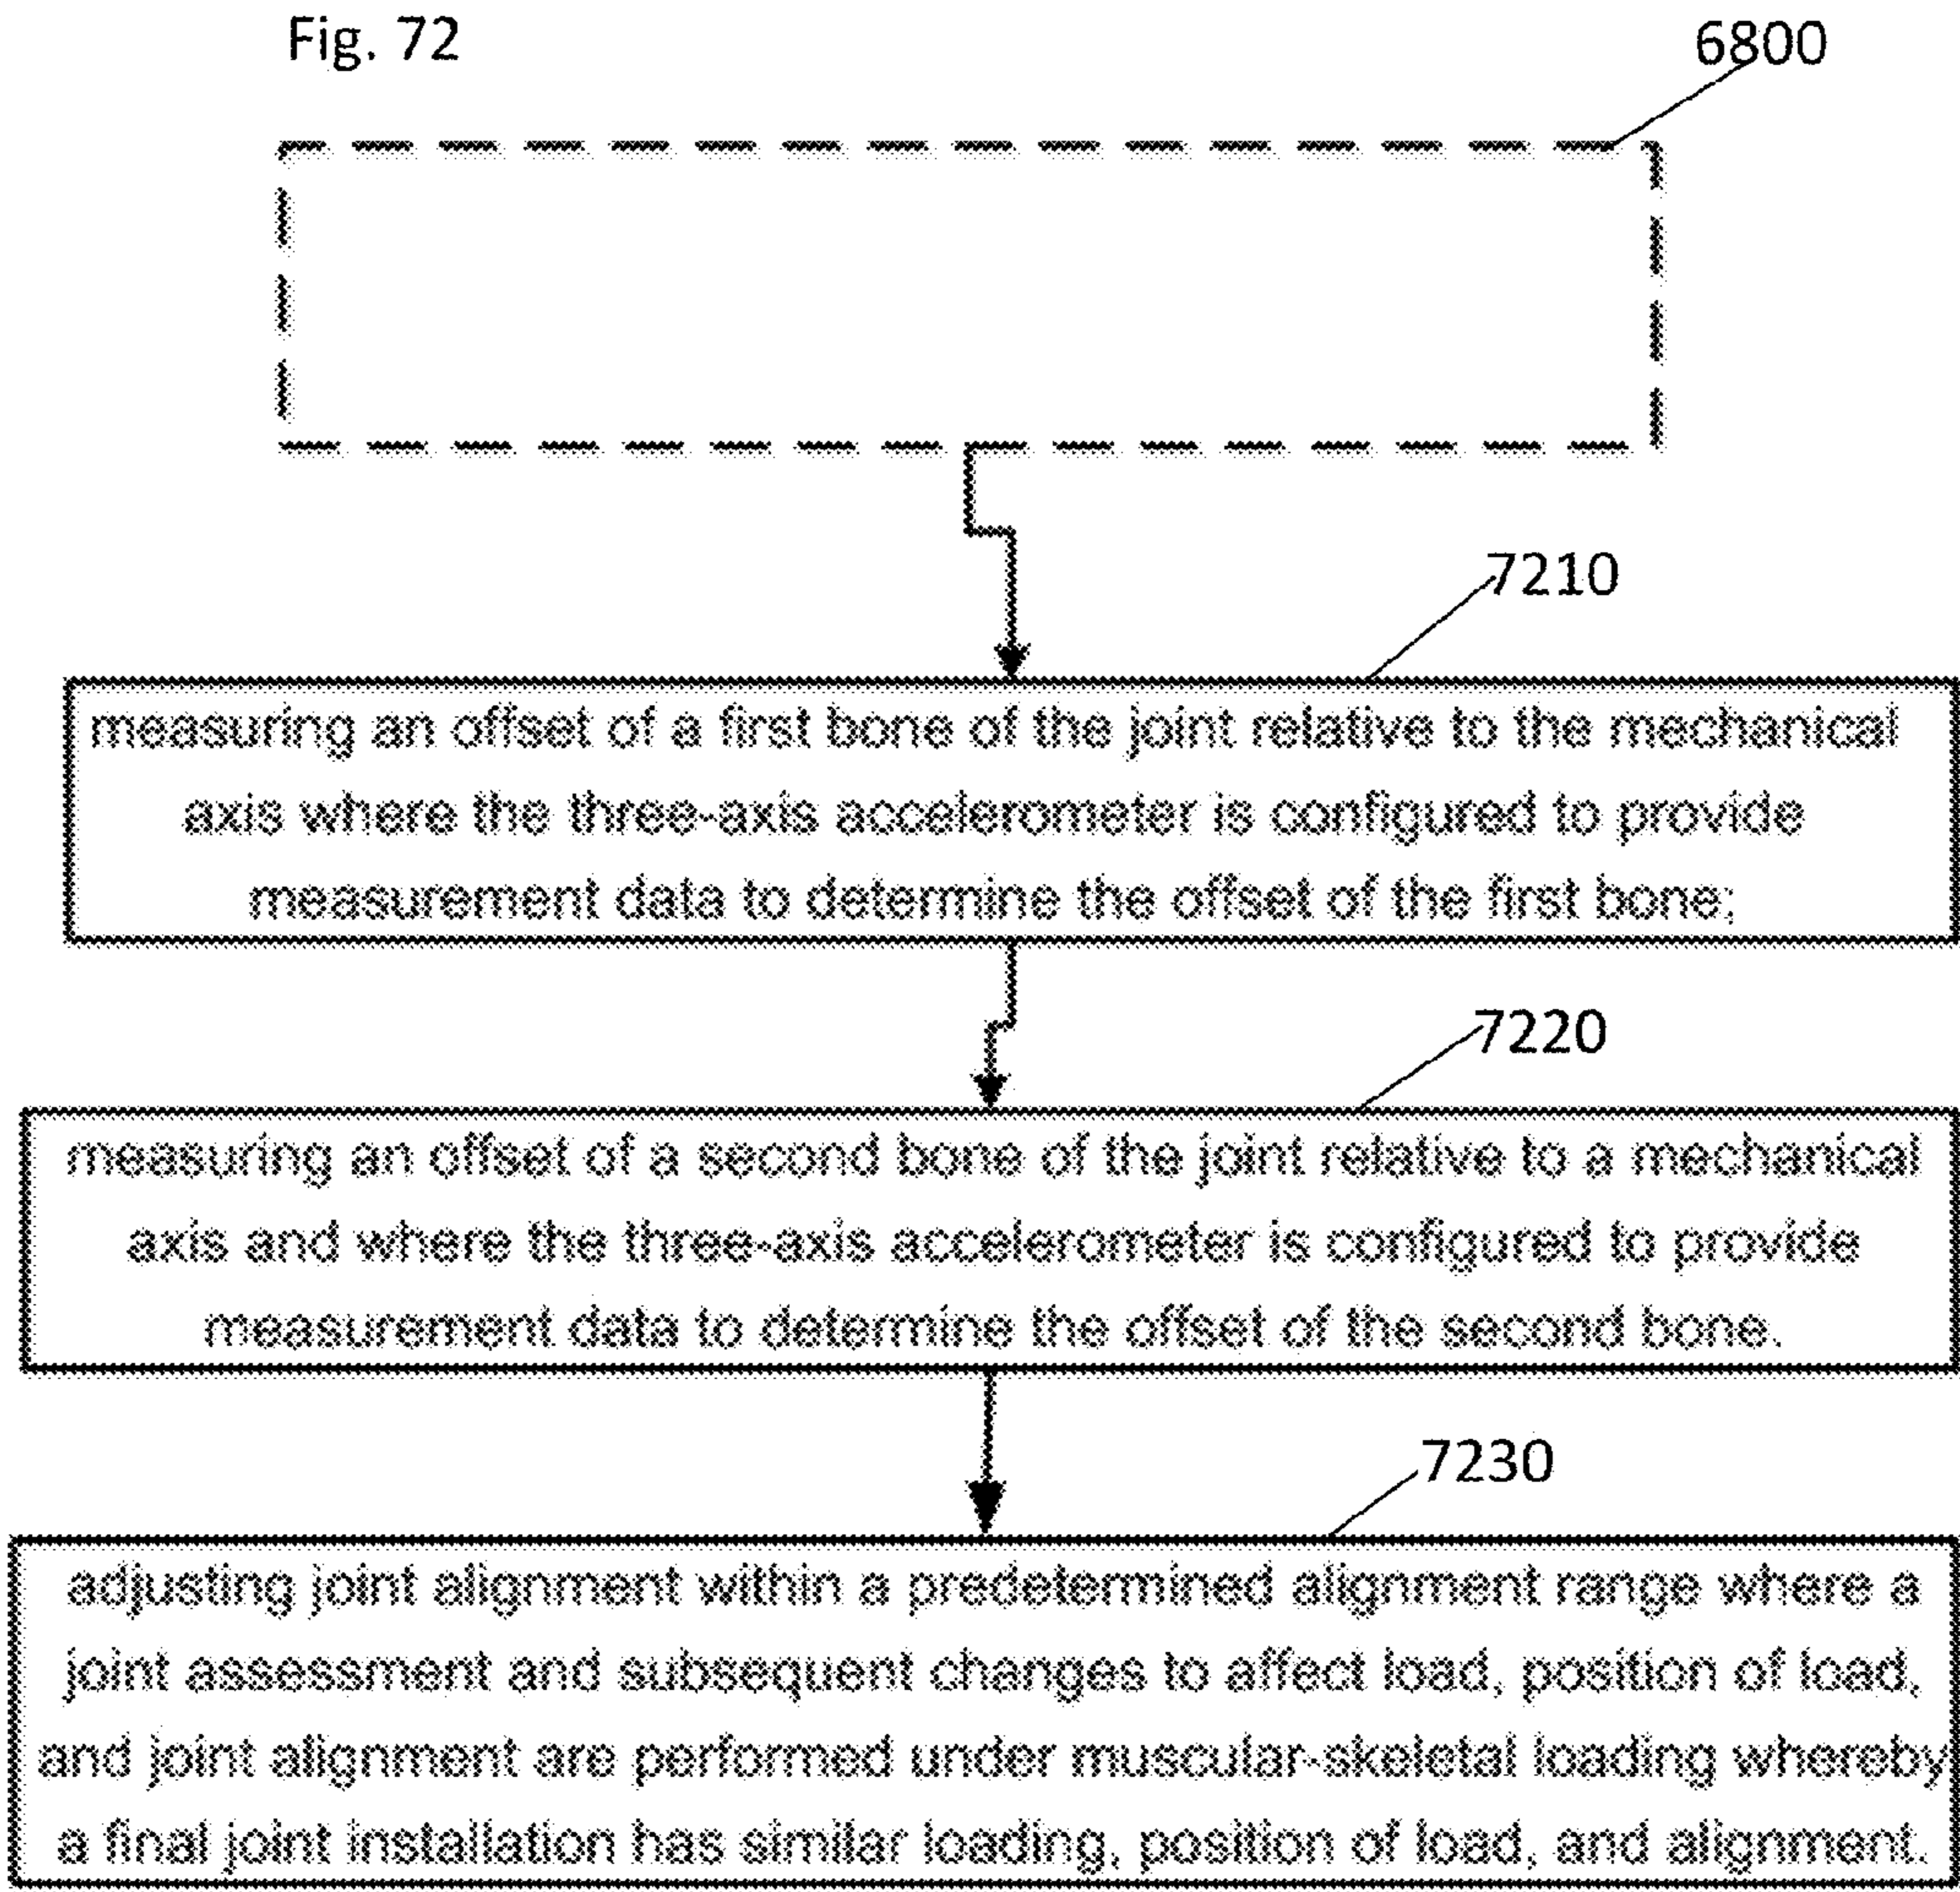 Fig. 72
6800
7210
measuring an offset of a first bone of the joint relative to the mechanical
axis where the three-axis accelerometer is configured to provide
measurement data to determine the offset of the first bone;
7220
measuring an offset of a second bone of the joint relative to a mechanical
axis and where the three-axis accelerometer is configured to provide
measurement data to determine the offset of the second bone.
7230
adjusting joint alignment within a predetermined alignment range where a
joint assessment and subsequent changes to affect load, position of load,
and joint alignment are performed under muscular-skeletal loading whereby
a final joint installation has similar loading, position of load, and alignment.